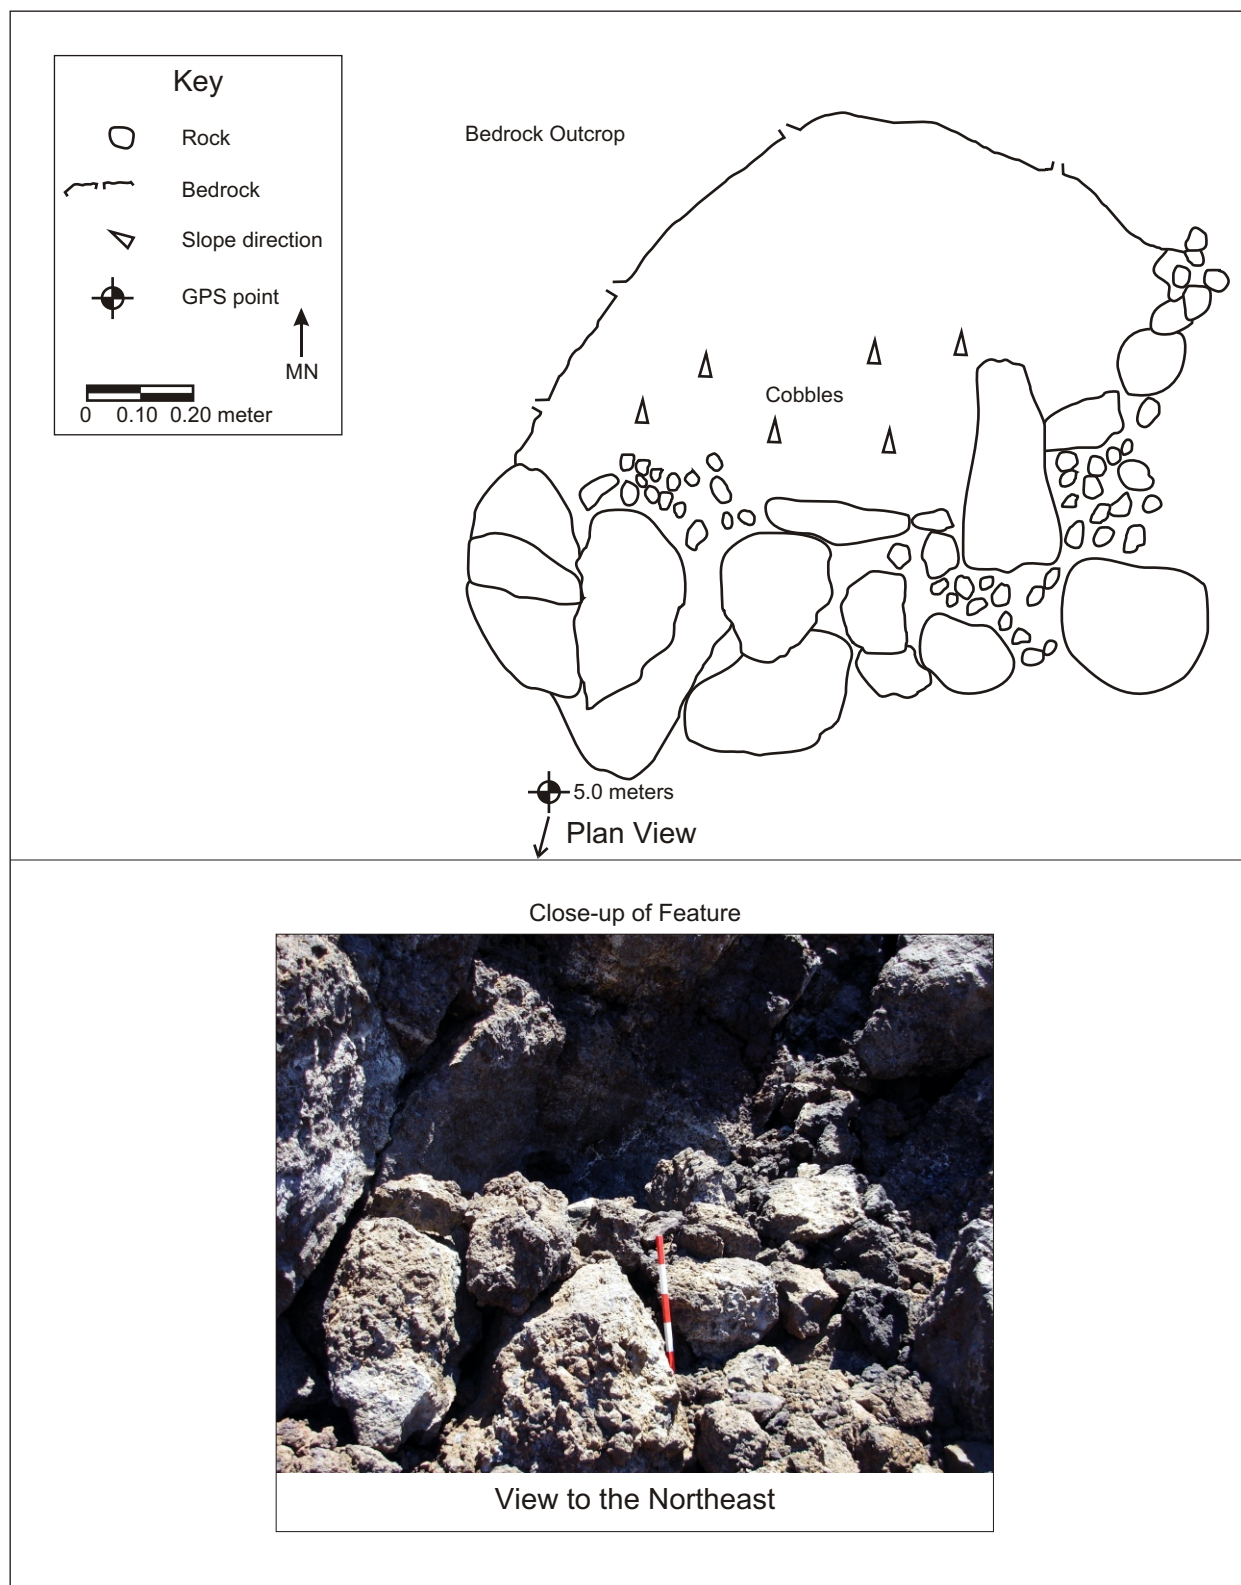 Key
Rock
Bedrock
Slope direction
GPS point
MN
0 0.10 0.20 meter
Bedrock Outcrop
Cobbles
5.0 meters
Plan View
Close-up of Feature
View to the Northeast